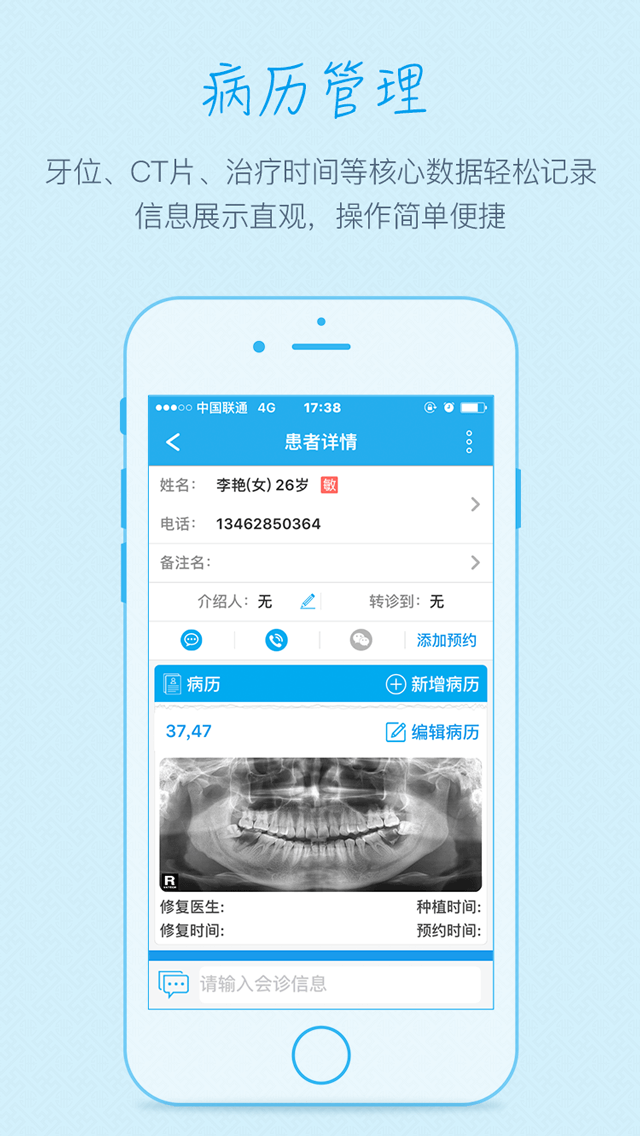 病历管理
牙位、CT片、治疗时间等核心数据轻松记录
信息展示直观，操作简单便捷
中国联通 4G 17:38
患者详情
姓名： 李艳(女) 26岁 敏
电话： 13462850364
备注名：
介绍人： 无 转诊到： 无
添加预约
病历 新增病历
37,47 编辑病历
R
修复医生: 种植时间:
修复时间: 预约时间:
请输入会诊信息